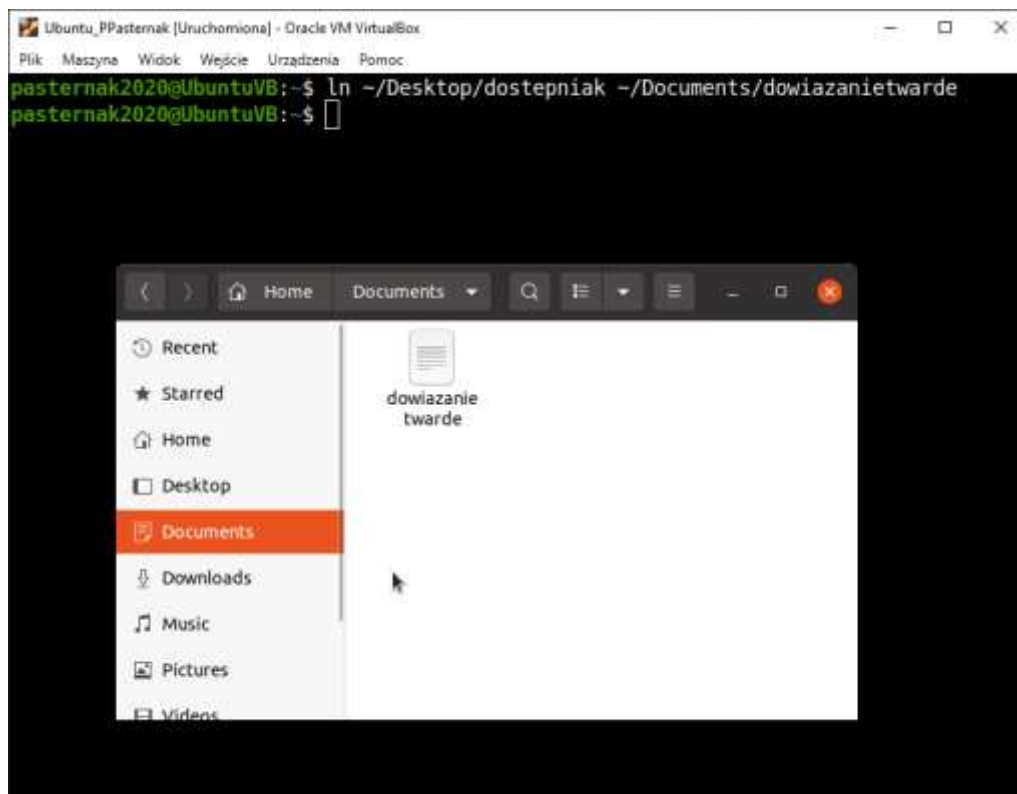 Ubuntu_PPasternak [Uruchomiona] - Oracle VM VirtualBox
Plik Maszyna Widok Wejście Urządzenia Pomoc
pasternak2020@UbuntuVB:~$ ln ~/Desktop/dostepniak ~/Documents/dowiazanietwarde
pasternak2020@UbuntuVB:~$
Home Documents
Recent
Starred
Home
Desktop
Documents
Downloads
Music
Pictures
Videos
dowiazanie
twarde